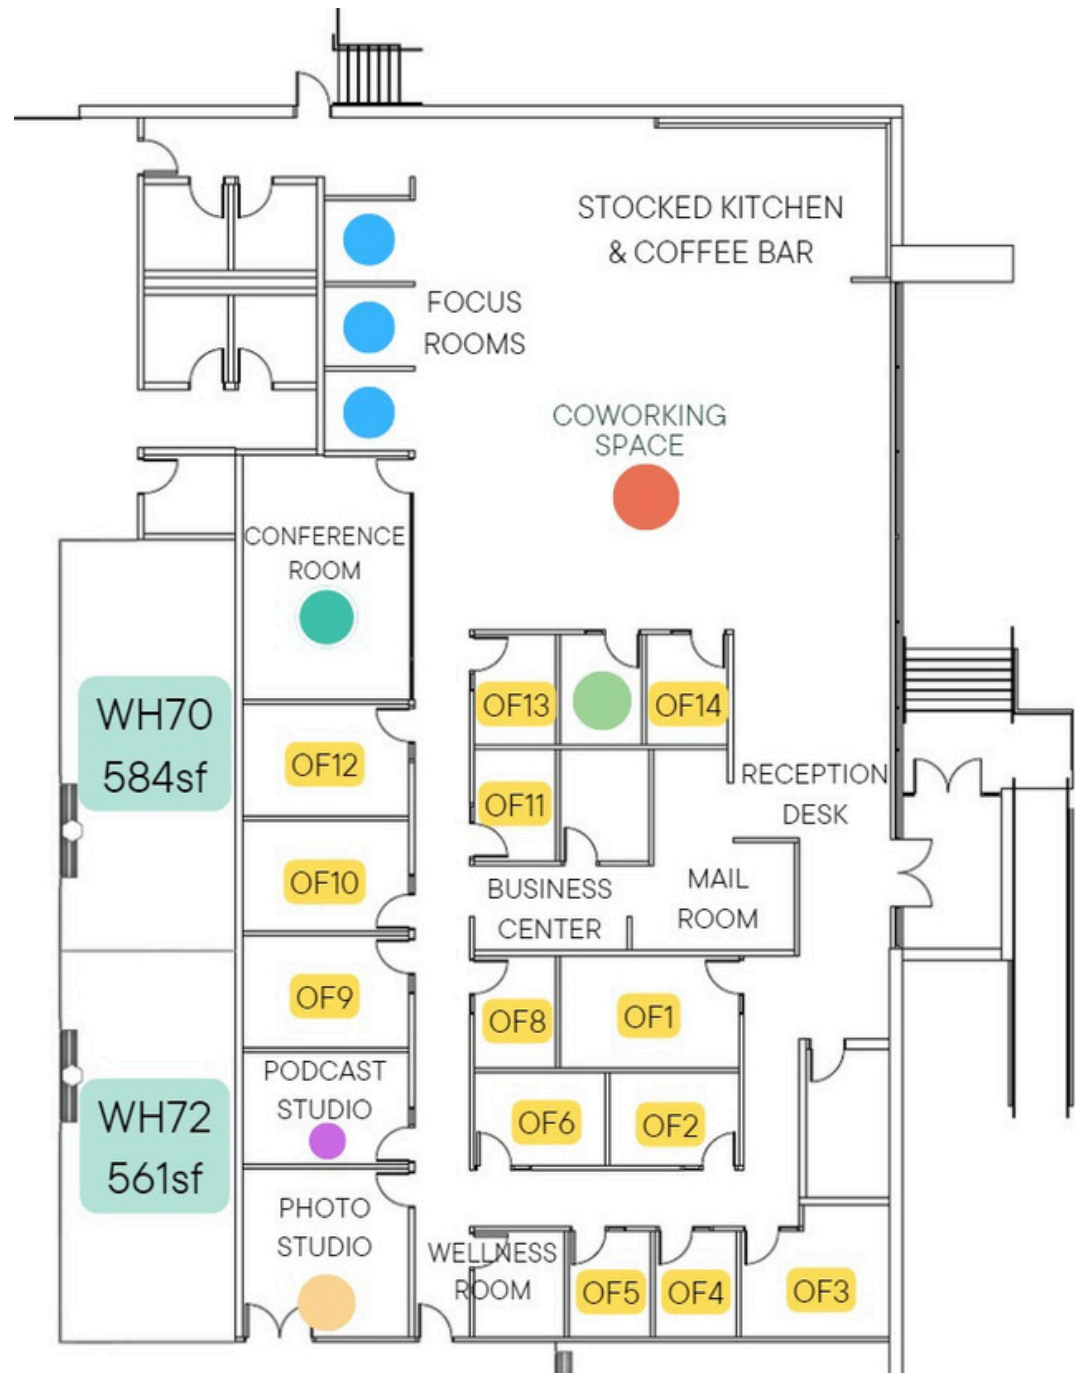 STOCKED KITCHEN
& COFFEE BAR
FOCUS
ROOMS
COWORKING
SPACE
CONFERENCE
ROOM
WH70
584sf
OF13
OF14
OF12
OF11
RECEPTION
DESK
OF10
BUSINESS
CENTER
MAIL
ROOM
OF9
OF8
OF1
PODCAST
STUDIO
WH72
561sf
OF6
OF2
PHOTO
STUDIO
WELLNESS
ROOM
OF5
OF4
OF3